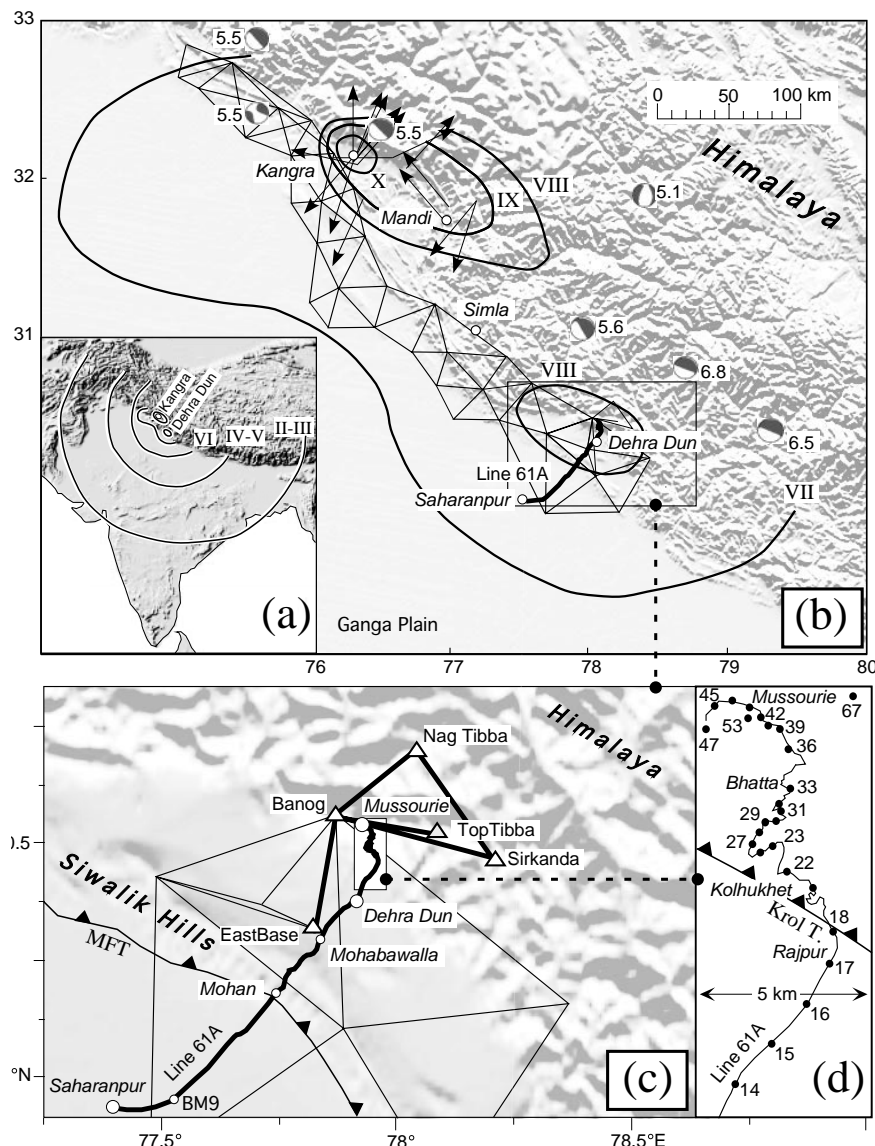 33
5.5
0 50 100 km
5.5
5.5
Himalaya
Kangra
32
X
VIII
IX
5.1
Mandi
Simla
31
5.6
VIII
6.8
Kangra
Dehra Dun
II-III
IV-V
VI
Dehra Dun
6.5
Line 61A
Saharanpur
VII
(a)
(b)
Ganga Plain
76 77 78 79 80
Himalaya
Nag Tibba
Banog
Mussourie
TopTibba
0.5
Sirkanda
Siwalik Hills
Dehra Dun
EastBase
MFT
Mohabawalla
Mohan
Line 61A
(c)
°N
Saharanpur
BM9
77.5° 78° 78.5°
45
Mussourie
67
42
53
39
47
36
Bhatta
33
31
29
27
23
22
Kolhukhet
Krol T.
18
Rajpur
17
5 km
16
Line 61A
15
14
(d)